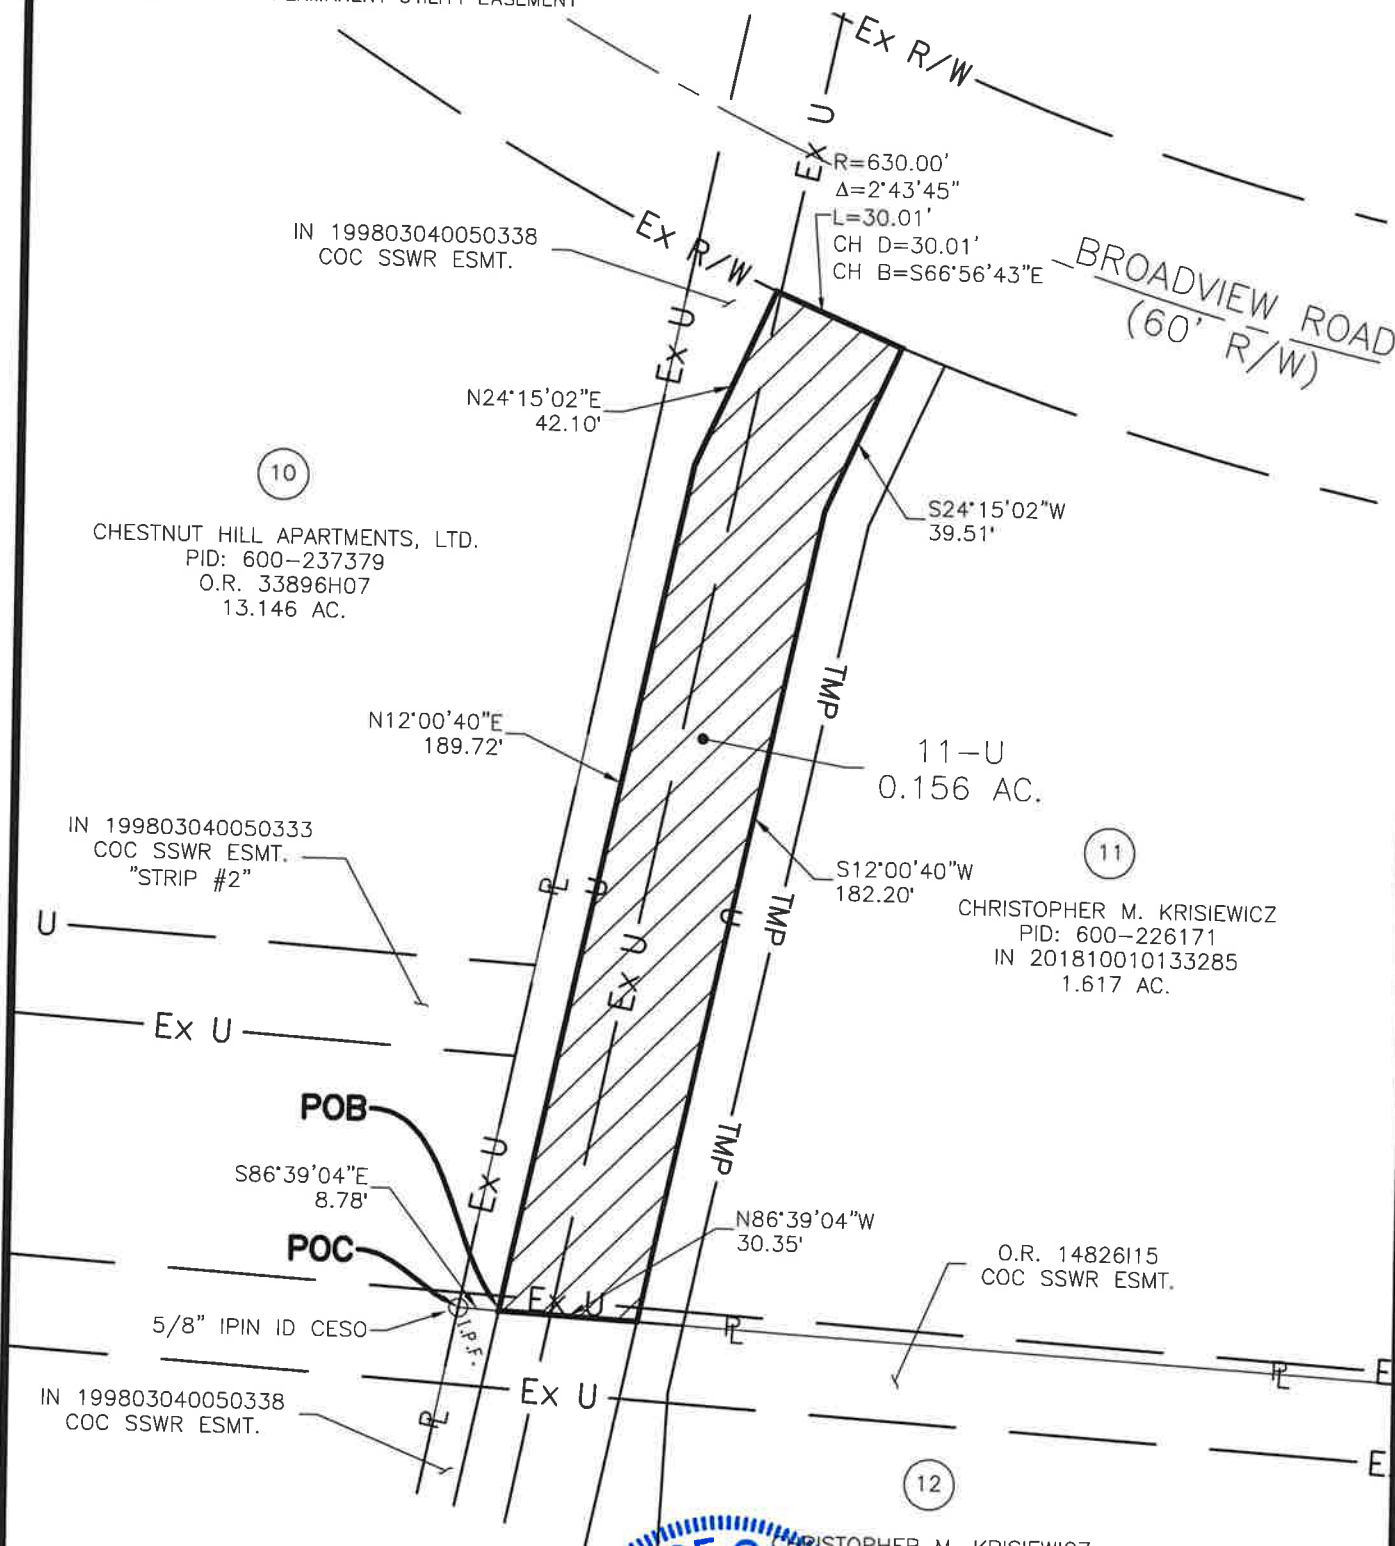 Ex R/W
Ex U
R=630.00'
Δ=2°43'45"
L=30.01'
CH D=30.01'
CH B=S66°56'43"E
IN 199803040050338
COC SSWR ESMT.
Ex R/W
BROADVIEW ROAD
(60' R/W)
Ex U
N24°15'02"E
42.10'
10
CHESTNUT HILL APARTMENTS, LTD.
PID: 600-237379
O.R. 33896H07
13.146 AC.
S24°15'02"W
39.51'
TMP
N12°00'40"E
189.72'
11-U
0.156 AC.
IN 199803040050333
COC SSWR ESMT.
"STRIP #2"
11
S12°00'40"W
182.20'
CHRISTOPHER M. KRISIEWICZ
PID: 600-226171
IN 201810010133285
1.617 AC.
PL
U
U
TMP
U
Ex U
Ex U
POB
TMP
Ex U
S86°39'04"E
8.78'
N86°39'04"W
30.35'
POC
O.R. 14826I15
COC SSWR ESMT.
Ex U
5/8" IPIN ID CESO
I.P.F.
PL
PL
E
IN 199803040050338
COC SSWR ESMT.
Ex U
PL
E
12
CHRISTOPHER M. KRISIEWICZ